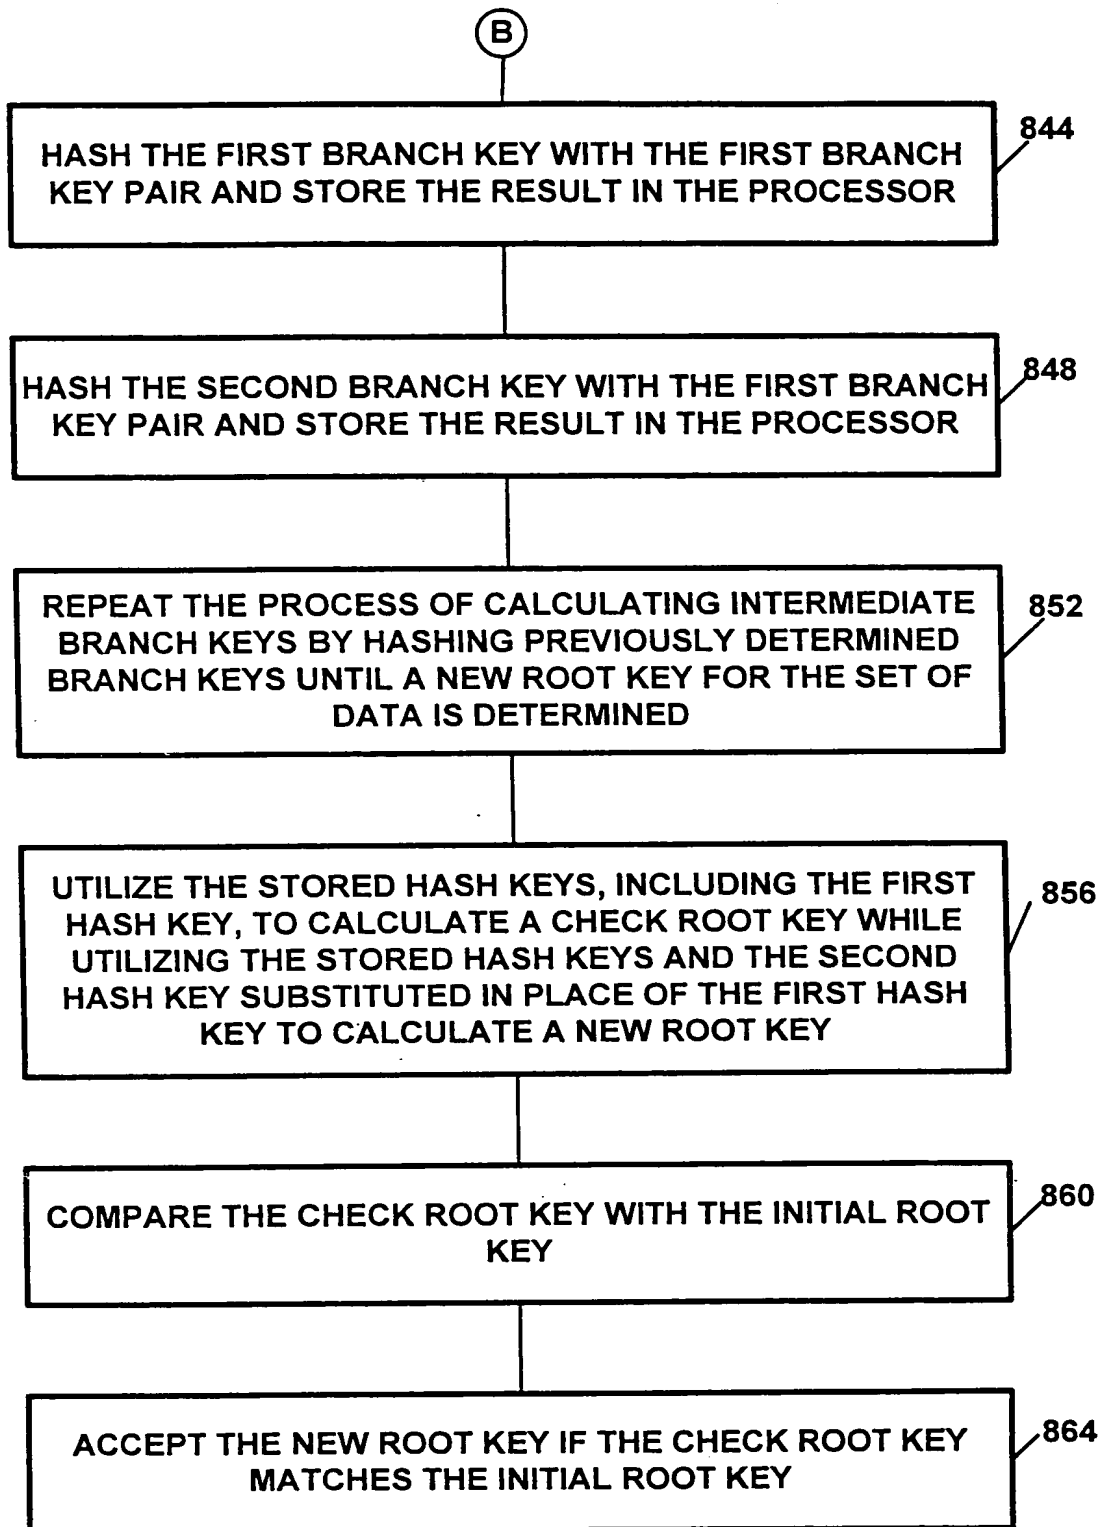 B
HASH THE FIRST BRANCH KEY WITH THE FIRST BRANCH
KEY PAIR AND STORE THE RESULT IN THE PROCESSOR
844
HASH THE SECOND BRANCH KEY WITH THE FIRST BRANCH
KEY PAIR AND STORE THE RESULT IN THE PROCESSOR
848
REPEAT THE PROCESS OF CALCULATING INTERMEDIATE
BRANCH KEYS BY HASHING PREVIOUSLY DETERMINED
BRANCH KEYS UNTIL A NEW ROOT KEY FOR THE SET OF
DATA IS DETERMINED
852
UTILIZE THE STORED HASH KEYS, INCLUDING THE FIRST
HASH KEY, TO CALCULATE A CHECK ROOT KEY WHILE
UTILIZING THE STORED HASH KEYS AND THE SECOND
HASH KEY SUBSTITUTED IN PLACE OF THE FIRST HASH
KEY TO CALCULATE A NEW ROOT KEY
856
COMPARE THE CHECK ROOT KEY WITH THE INITIAL ROOT
KEY
860
ACCEPT THE NEW ROOT KEY IF THE CHECK ROOT KEY
MATCHES THE INITIAL ROOT KEY
864